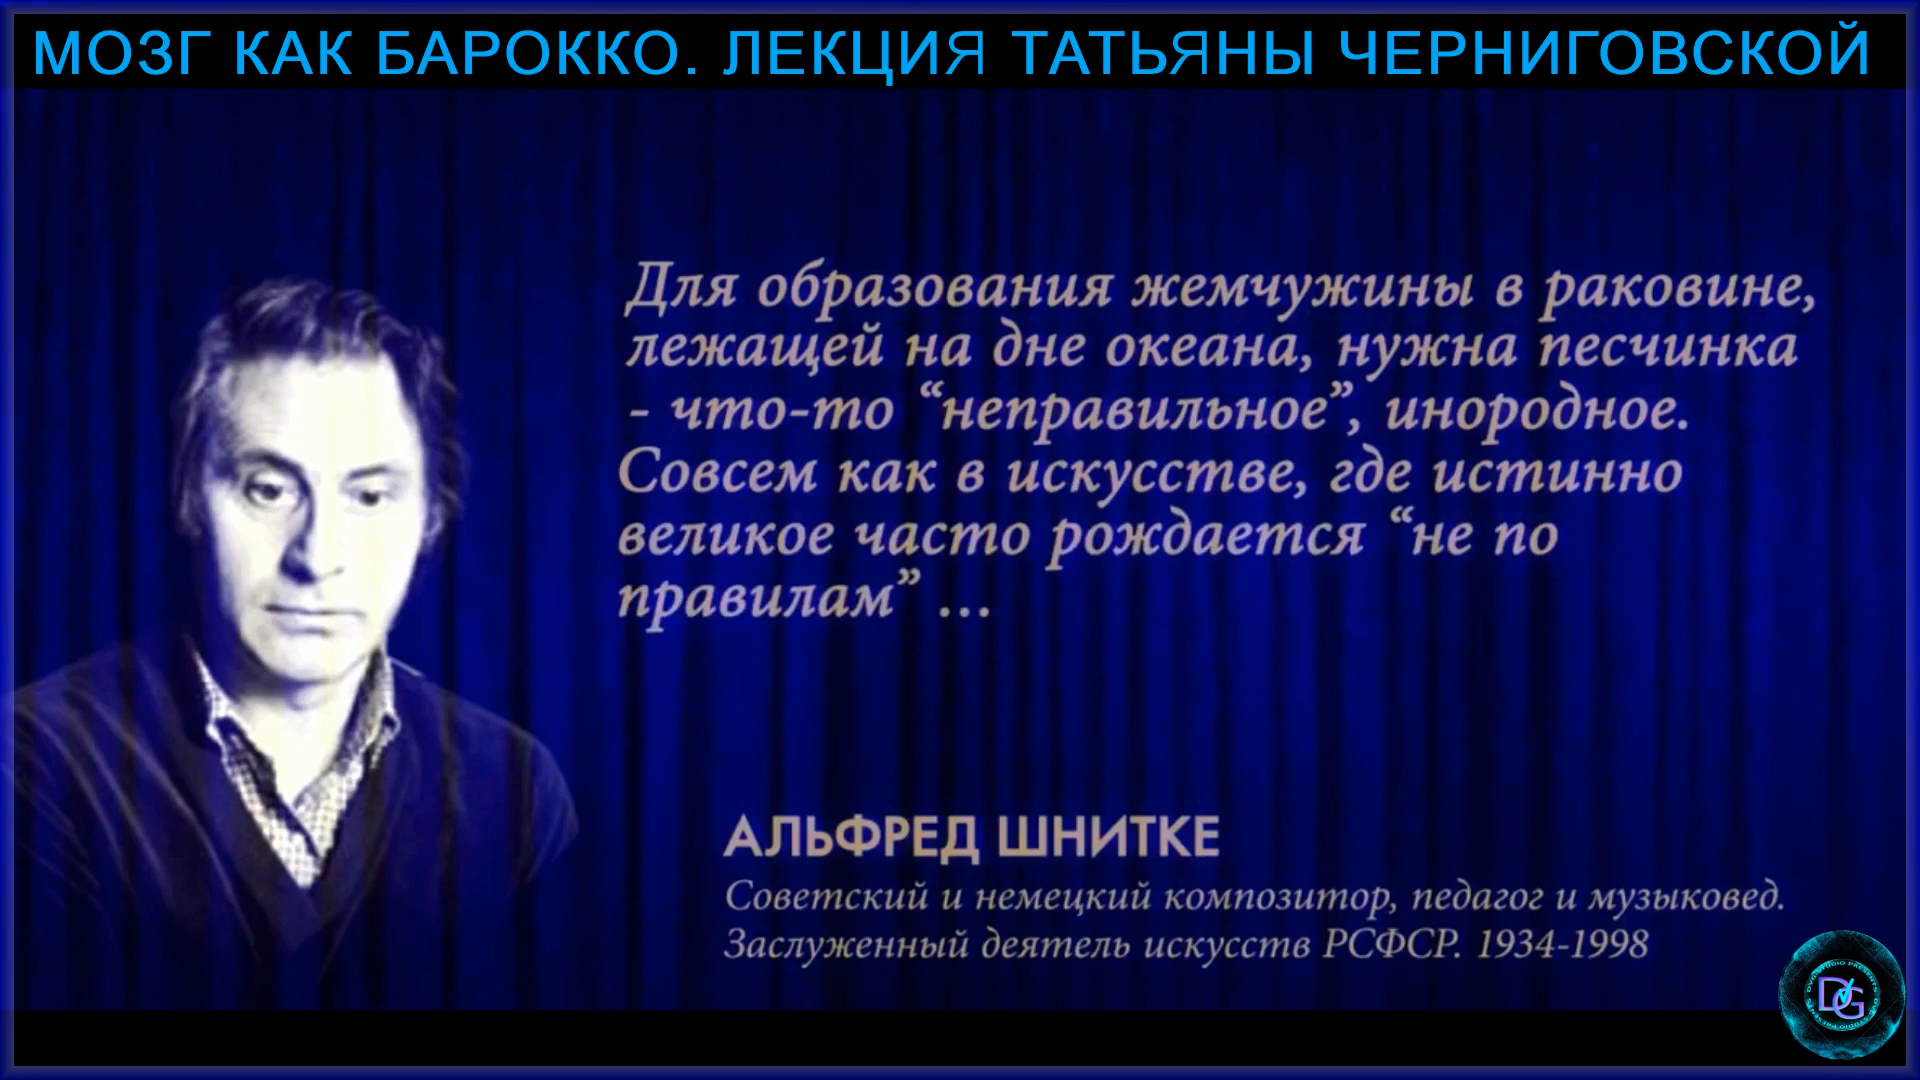 МОЗГ КАК БАРОККО. ЛЕКЦИЯ ТАТЬЯНЫ ЧЕРНИГОВСКОЙ
Для образования жемчужины в раковине,
лежащей на дне океана, нужна песчинка
- что-то “неправильное”, инородное.
Совсем как в искусстве, где истинно
великое часто рождается “не по
правилам” ...
АЛЬФРЕД ШНИТКЕ
Советский и немецкий композитор, педагог и музыковед.
Заслуженный деятель искусств РСФСР. 1934-1998